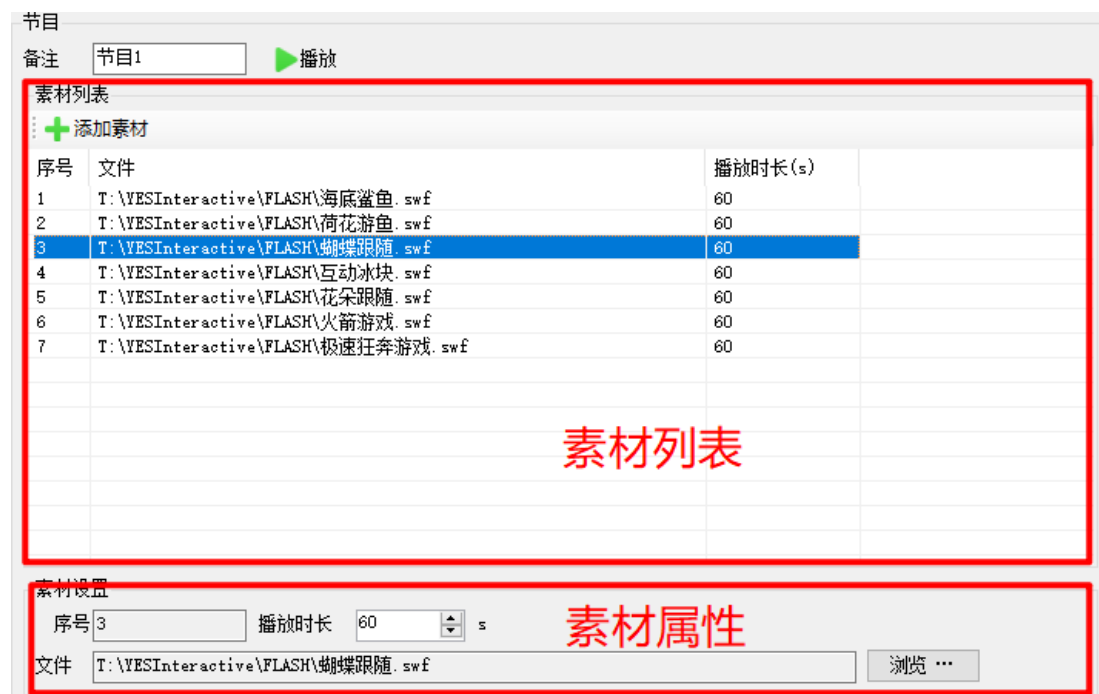 节目
备注 节目1 播放
素材列表
添加素材
序号 文件 播放时长(s)
1 T:\YESInteractive\FLASH\海底鲨鱼.swf 60
2 T:\YESInteractive\FLASH\荷花游鱼.swf 60
3 T:\YESInteractive\FLASH\蝴蝶跟随.swf 60
4 T:\YESInteractive\FLASH\互动冰块.swf 60
5 T:\YESInteractive\FLASH\花朵跟随.swf 60
6 T:\YESInteractive\FLASH\火箭游戏.swf 60
7 T:\YESInteractive\FLASH\极速狂奔游戏.swf 60
素材列表
素材设置
序号 3 播放时长 60 s 素材属性
文件 T:\YESInteractive\FLASH\蝴蝶跟随.swf 浏览 …